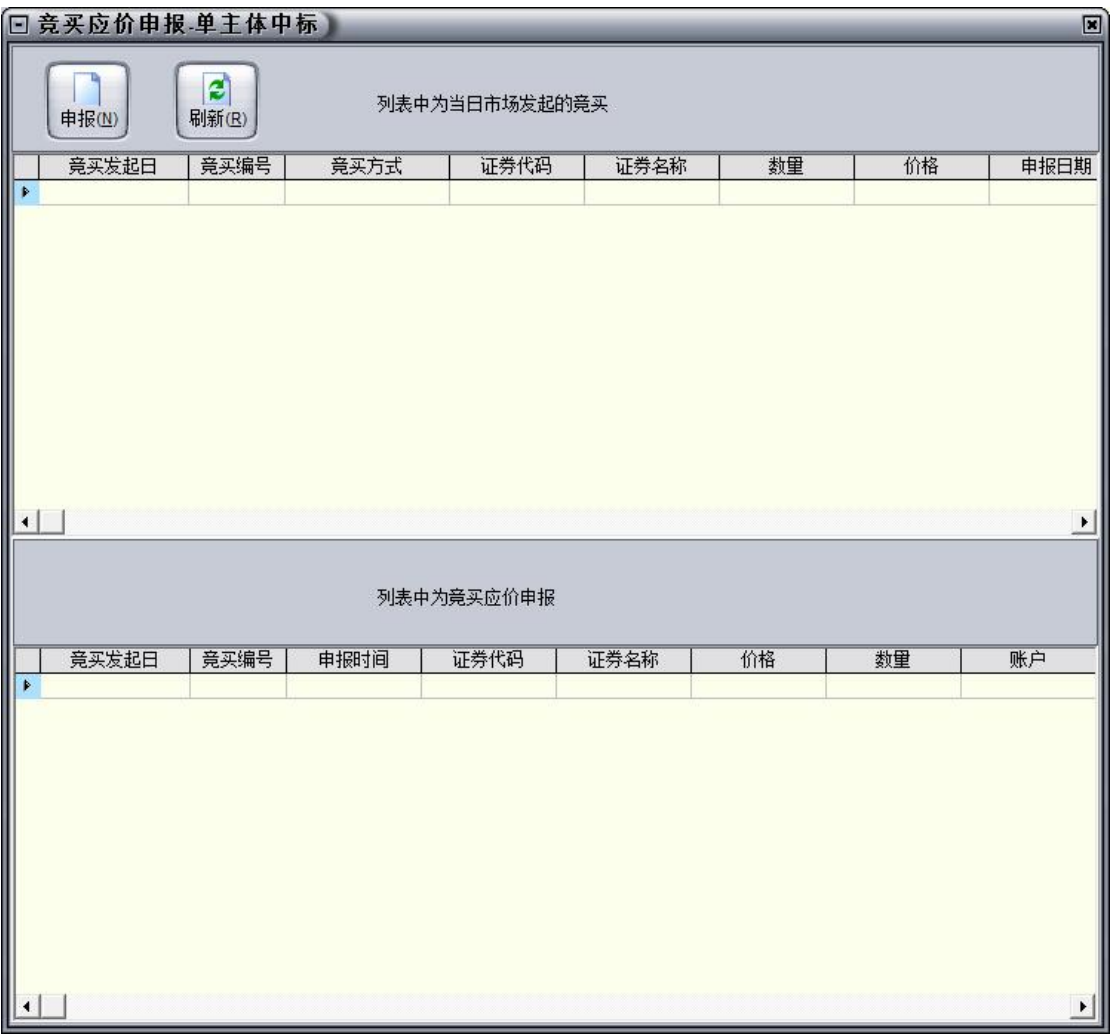 竞买应价申报-单主体中标
申报(N) 刷新(R) 列表中为当日市场发起的竞买
竞买发起日 竞买编号 竞买方式 证券代码 证券名称 数量 价格 申报日期
列表中为竞买应价申报
竞买发起日 竞买编号 申报时间 证券代码 证券名称 价格 数量 账户